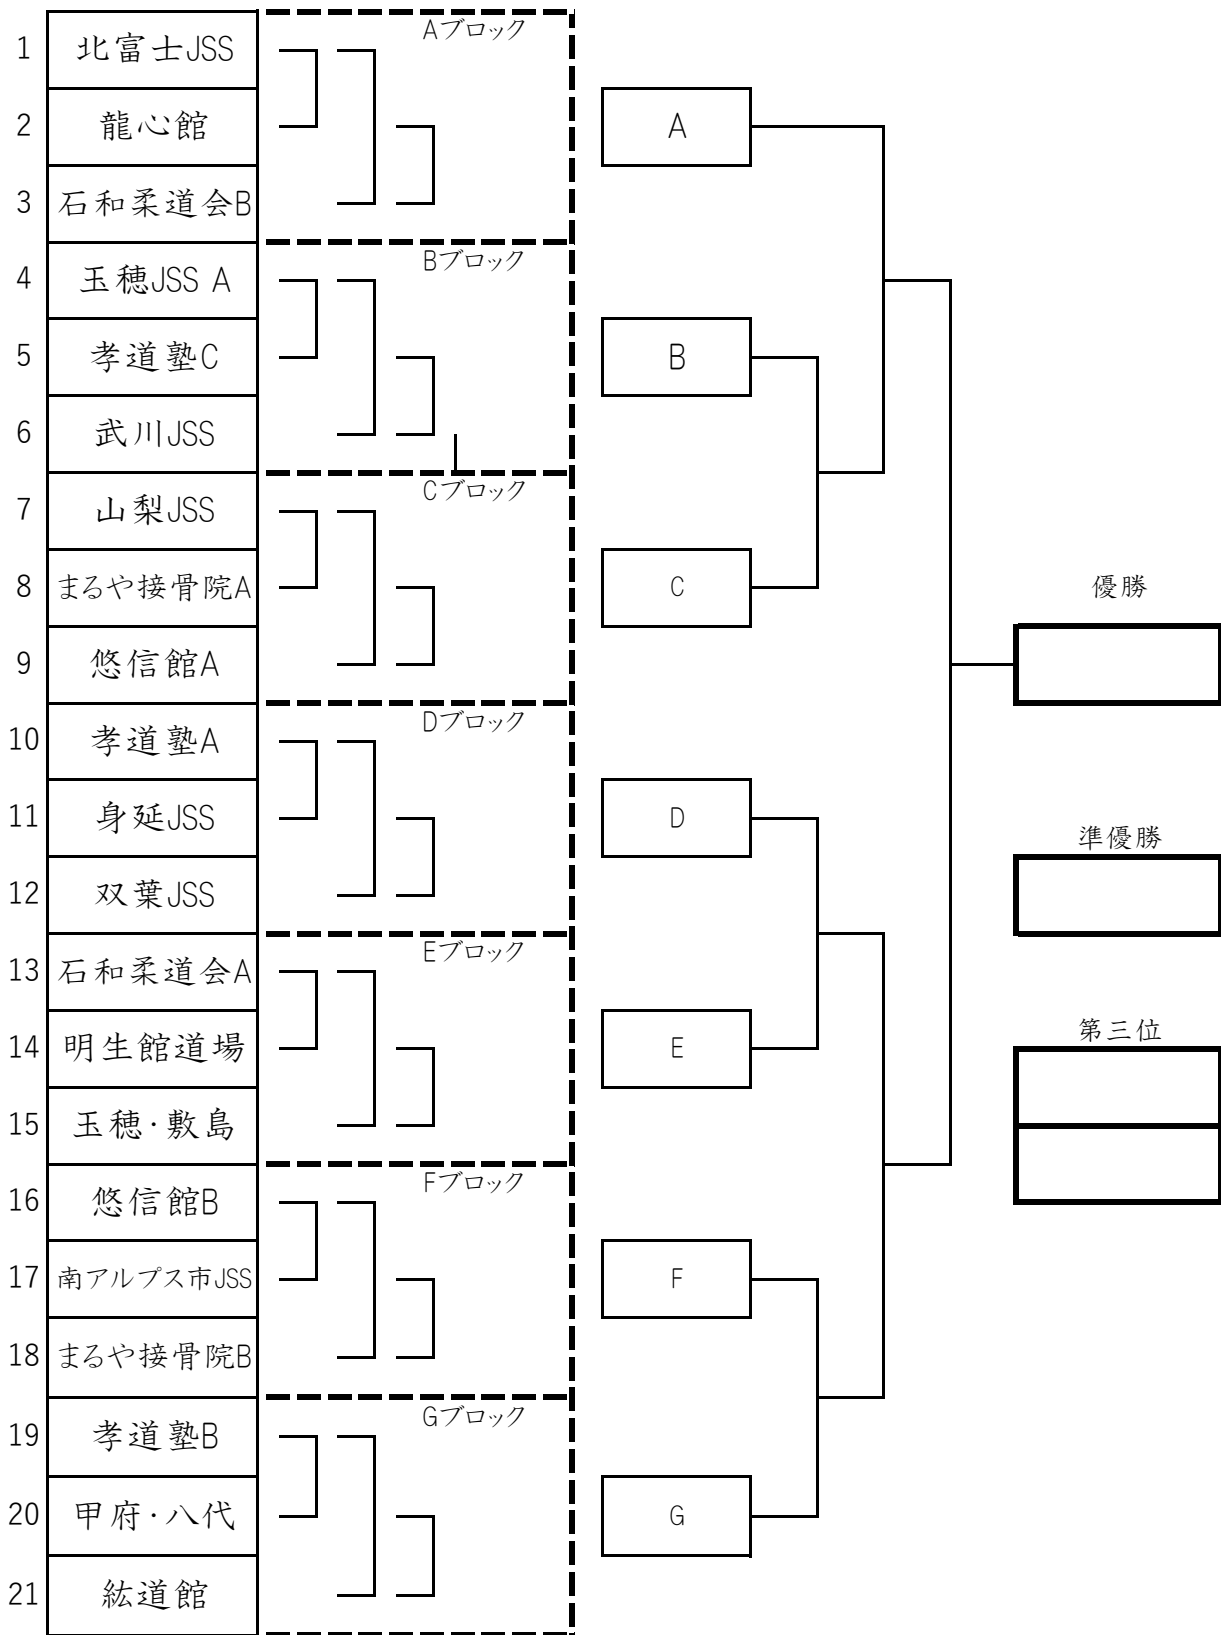 Aブロック
1 北富士JSS
2 龍心館
A
3 石和柔道会B
Bブロック
4 玉穂JSS A
5 孝道塾C
B
6 武川JSS
Cブロック
7 山梨JSS
8 まるや接骨院A
C
優勝
9 悠信館A
Dブロック
10 孝道塾A
11 身延JSS
D
準優勝
12 双葉JSS
Eブロック
13 石和柔道会A
14 明生館道場
E
第三位
15 玉穂・敷島
Fブロック
16 悠信館B
17 南アルプス市JSS
F
18 まるや接骨院B
Gブロック
19 孝道塾B
20 甲府・八代
G
21 紘道館